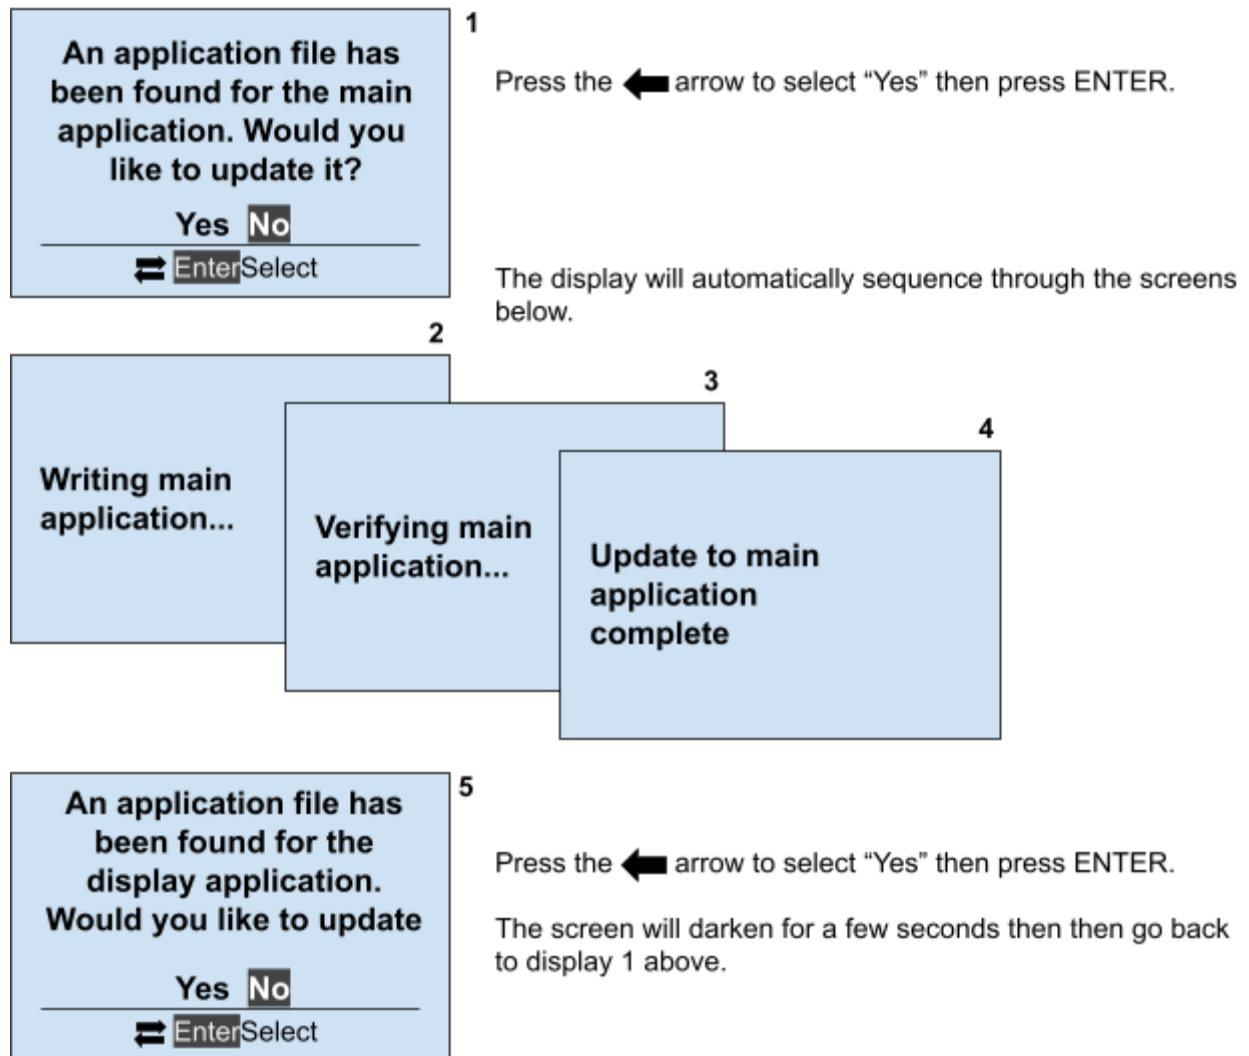 1
An application file has
been found for the main
application. Would you
like to update it?
Yes No
EnterSelect
Press the arrow to select “Yes” then press ENTER.
The display will automatically sequence through the screens
below.
2
Writing main
application...
3
Verifying main
application...
4
Update to main
application
complete
5
An application file has
been found for the
display application.
Would you like to update
Yes No
EnterSelect
Press the arrow to select “Yes” then press ENTER.
The screen will darken for a few seconds then then go back
to display 1 above.